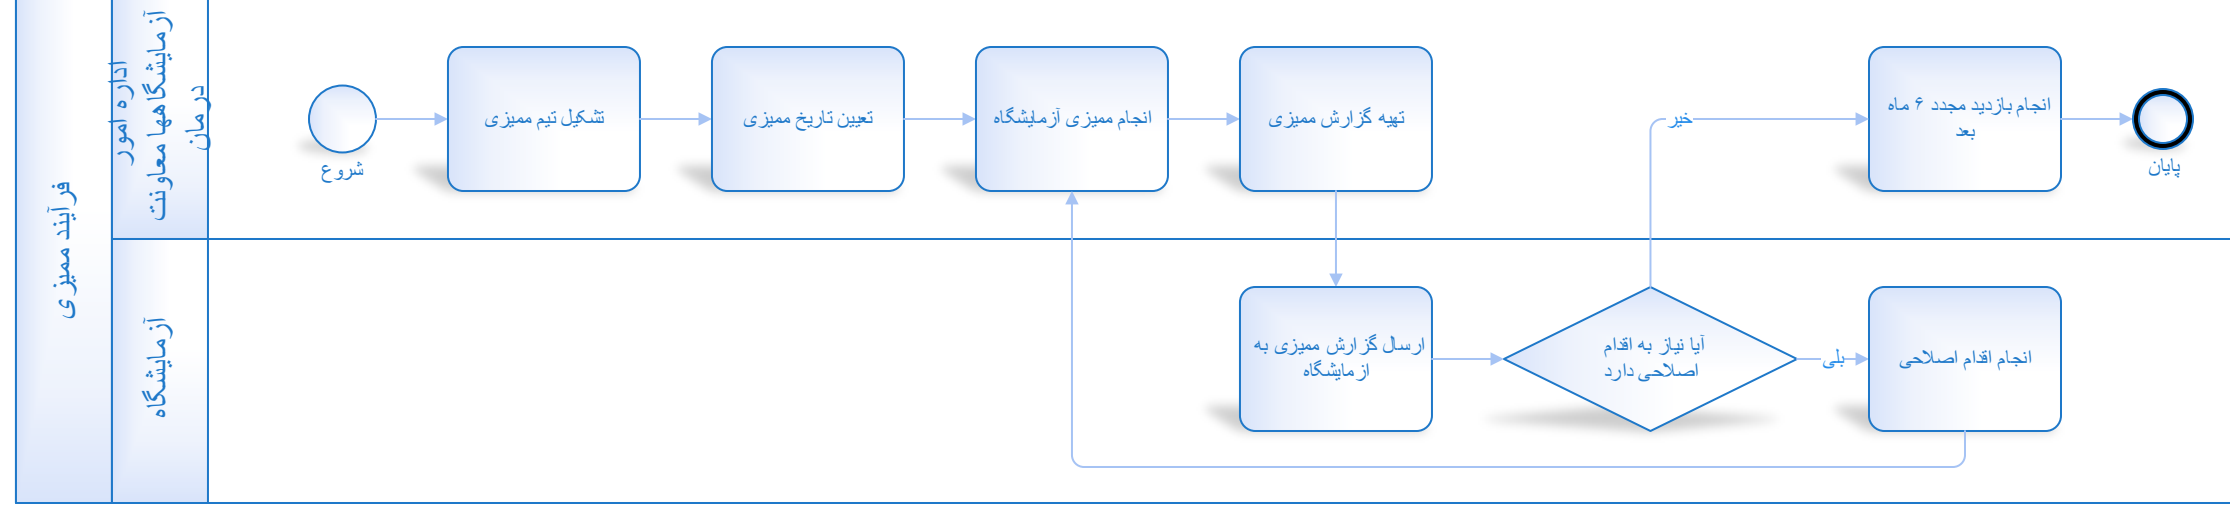 فرآیند ممیزی
اداره امور
آزمایشگاهها معاونت
درمان
آزمایشگاه
شروع
تشکیل تیم ممیزی
تعیین تاریخ ممیزی
انجام ممیزی آزمایشگاه
تهیه گزارش ممیزی
خیر
انجام بازدید مجدد ۶ ماه
بعد
پایان
ارسال گزارش ممیزی به
ازمایشگاه
آیا نیاز به اقدام
اصلاحی دارد
بلی
انجام اقدام اصلاحی